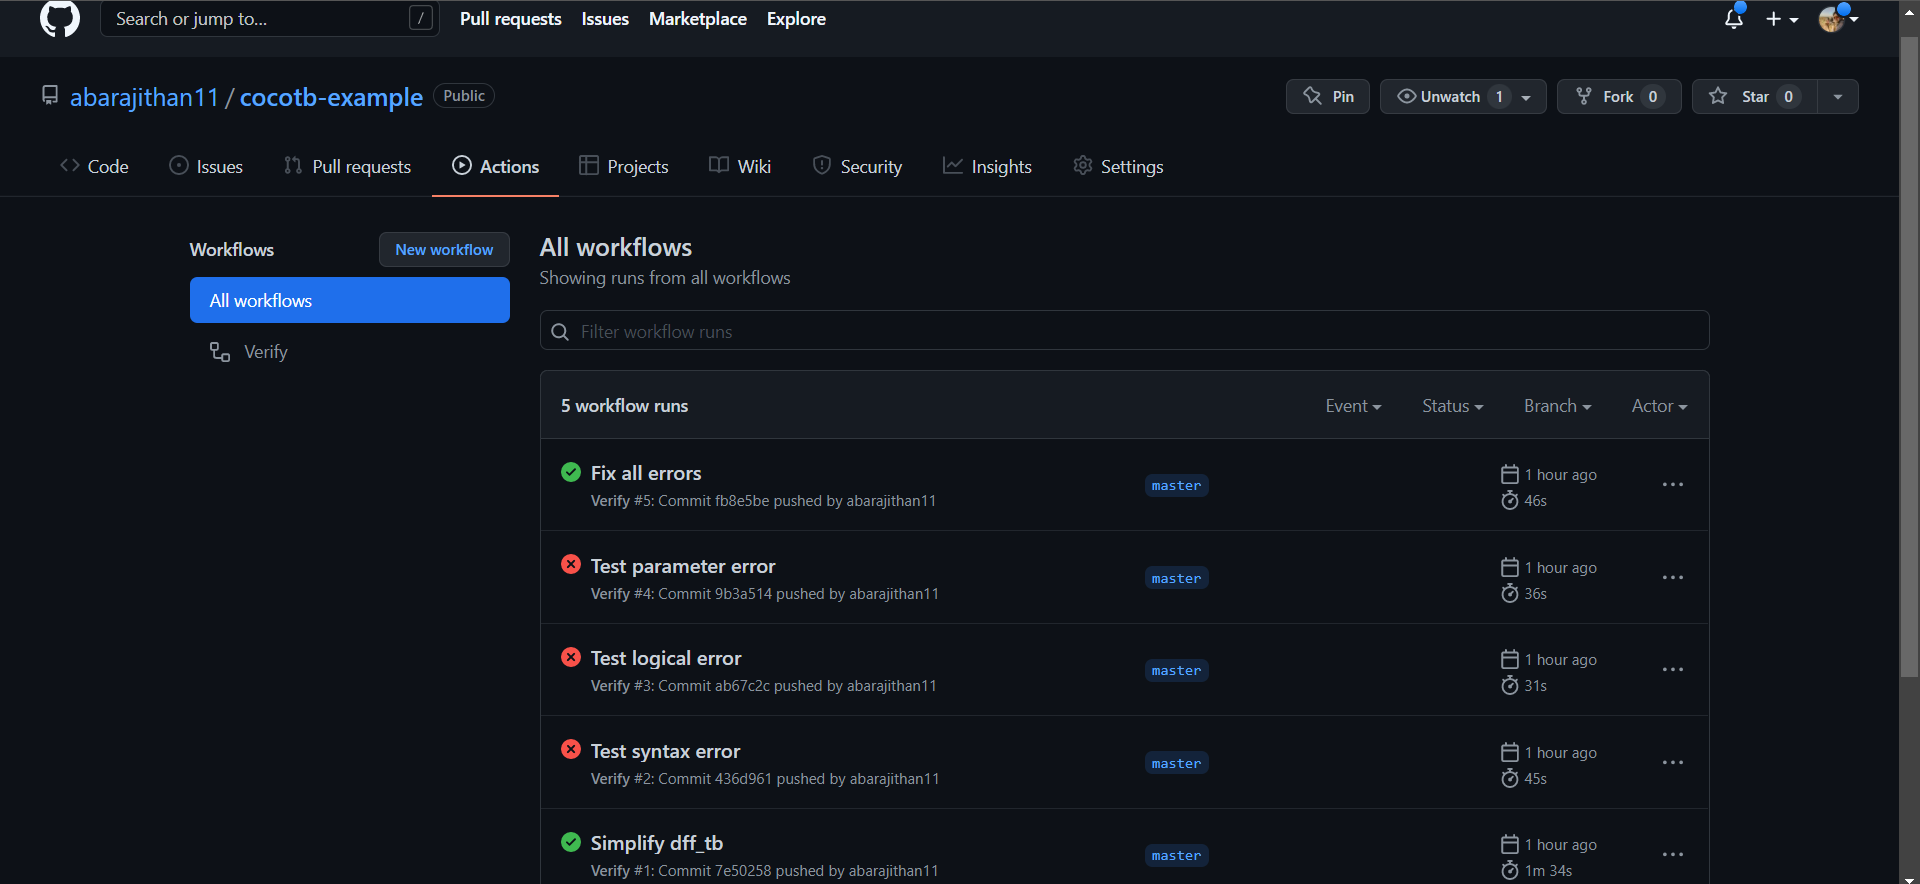 Search or jump to... / Pull requests Issues Marketplace Explore
abarajithan11 / cocotb-example Public Pin Unwatch 1 Fork 0 Star 0
Code Issues Pull requests Actions Projects Wiki Security Insights Settings
Workflows New workflow
All workflows
Verify
All workflows
Showing runs from all workflows
Filter workflow runs
5 workflow runs Event Status Branch Actor
Fix all errors
Verify #5: Commit fb8e5be pushed by abarajithan11
master
1 hour ago
46s
Test parameter error
Verify #4: Commit 9b3a514 pushed by abarajithan11
master
1 hour ago
36s
Test logical error
Verify #3: Commit ab67c2c pushed by abarajithan11
master
1 hour ago
31s
Test syntax error
Verify #2: Commit 436d961 pushed by abarajithan11
master
1 hour ago
45s
Simplify dff_tb
Verify #1: Commit 7e50258 pushed by abarajithan11
master
1 hour ago
1m 34s